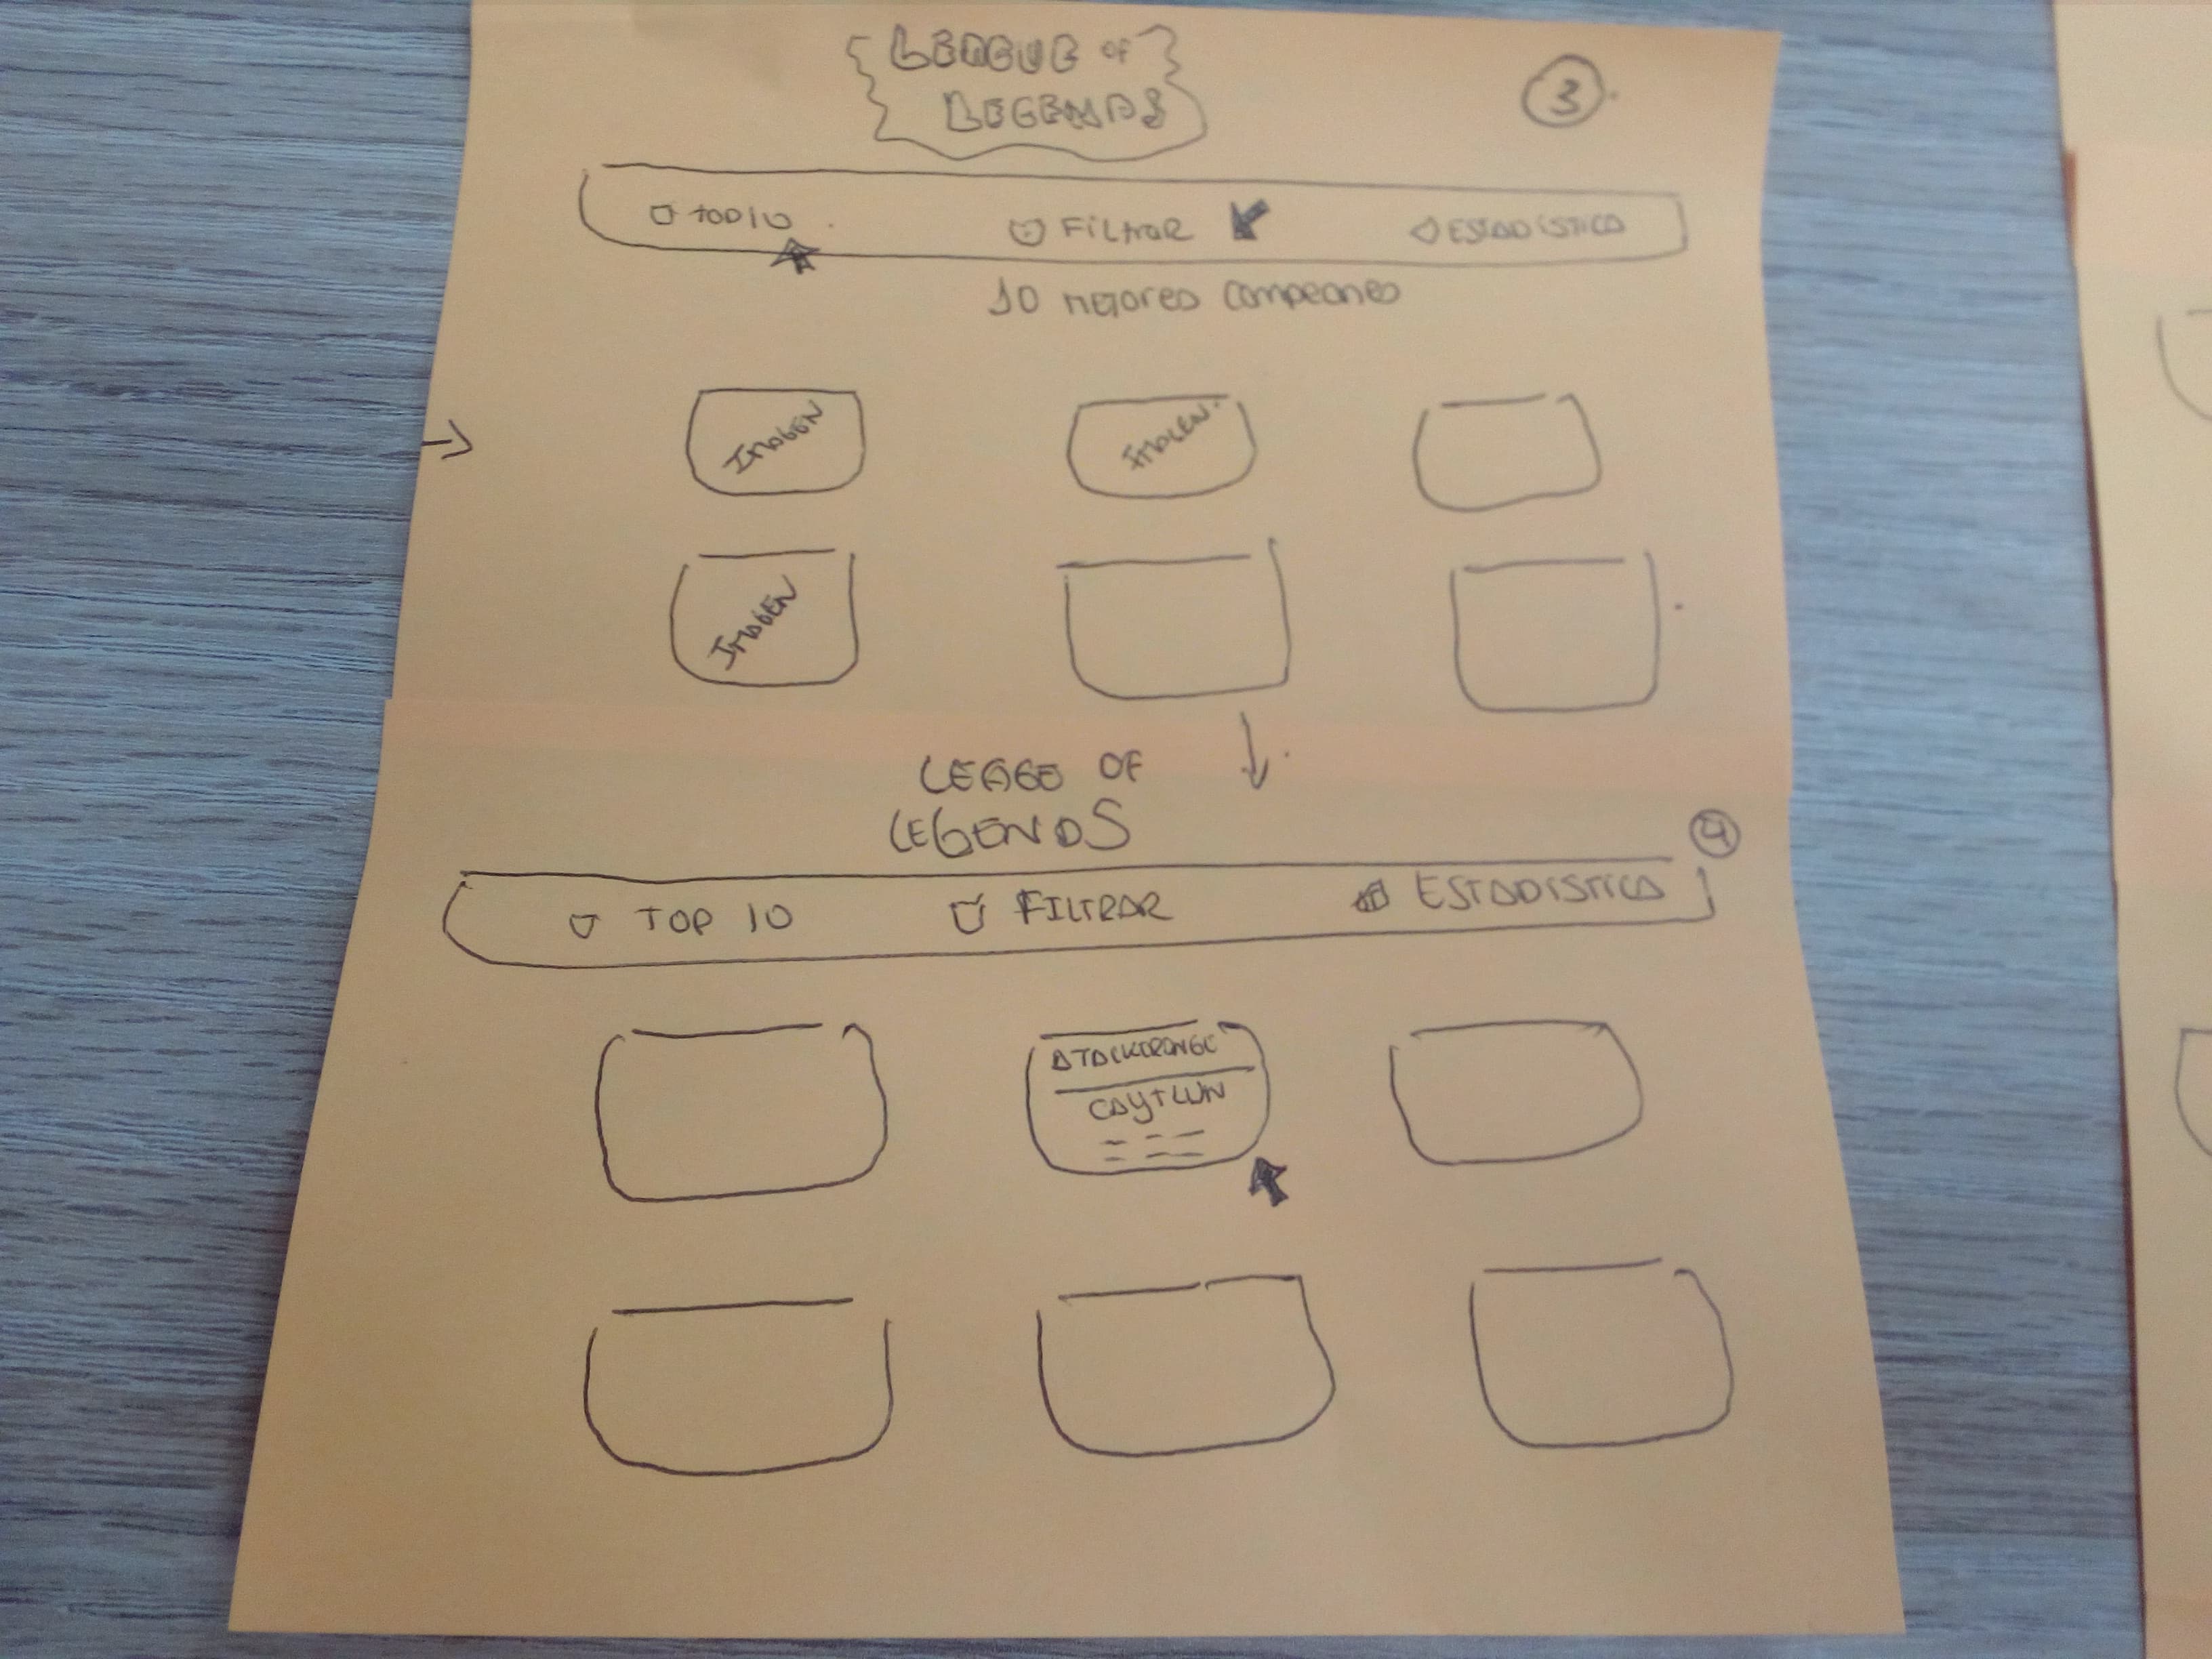 LEAGUE OF
LEGENDS
3
TOP 10 FILTRAR ESTADISTICA
10 mejores campeones
IMAGEN IMAGEN
IMAGEN
LEAGE OF
LEGENDS
4
TOP 10 FILTRAR ESTADISTICA
ATACKRANGE
CAYTLWN